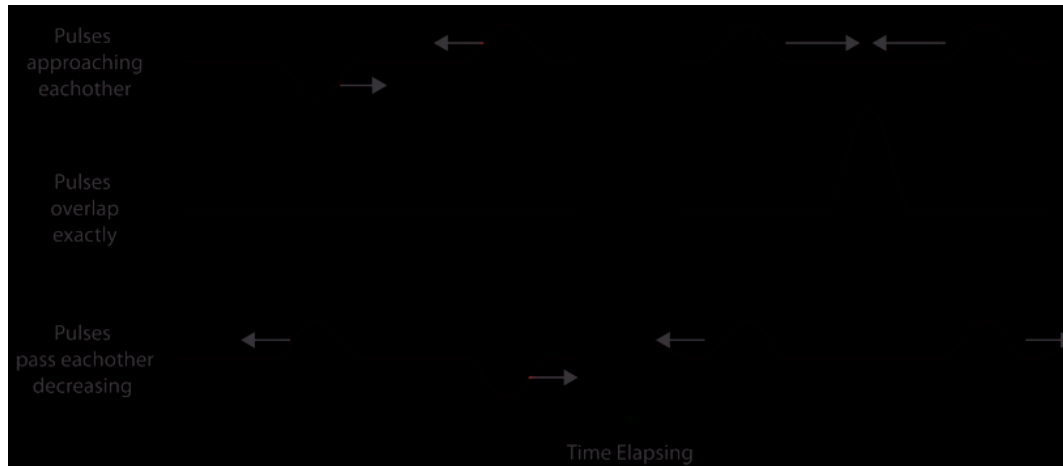 Pulses
approaching
eachother
Pulses
overlap
exactly
Pulses
pass eachother
decreasing
Time Elapsing